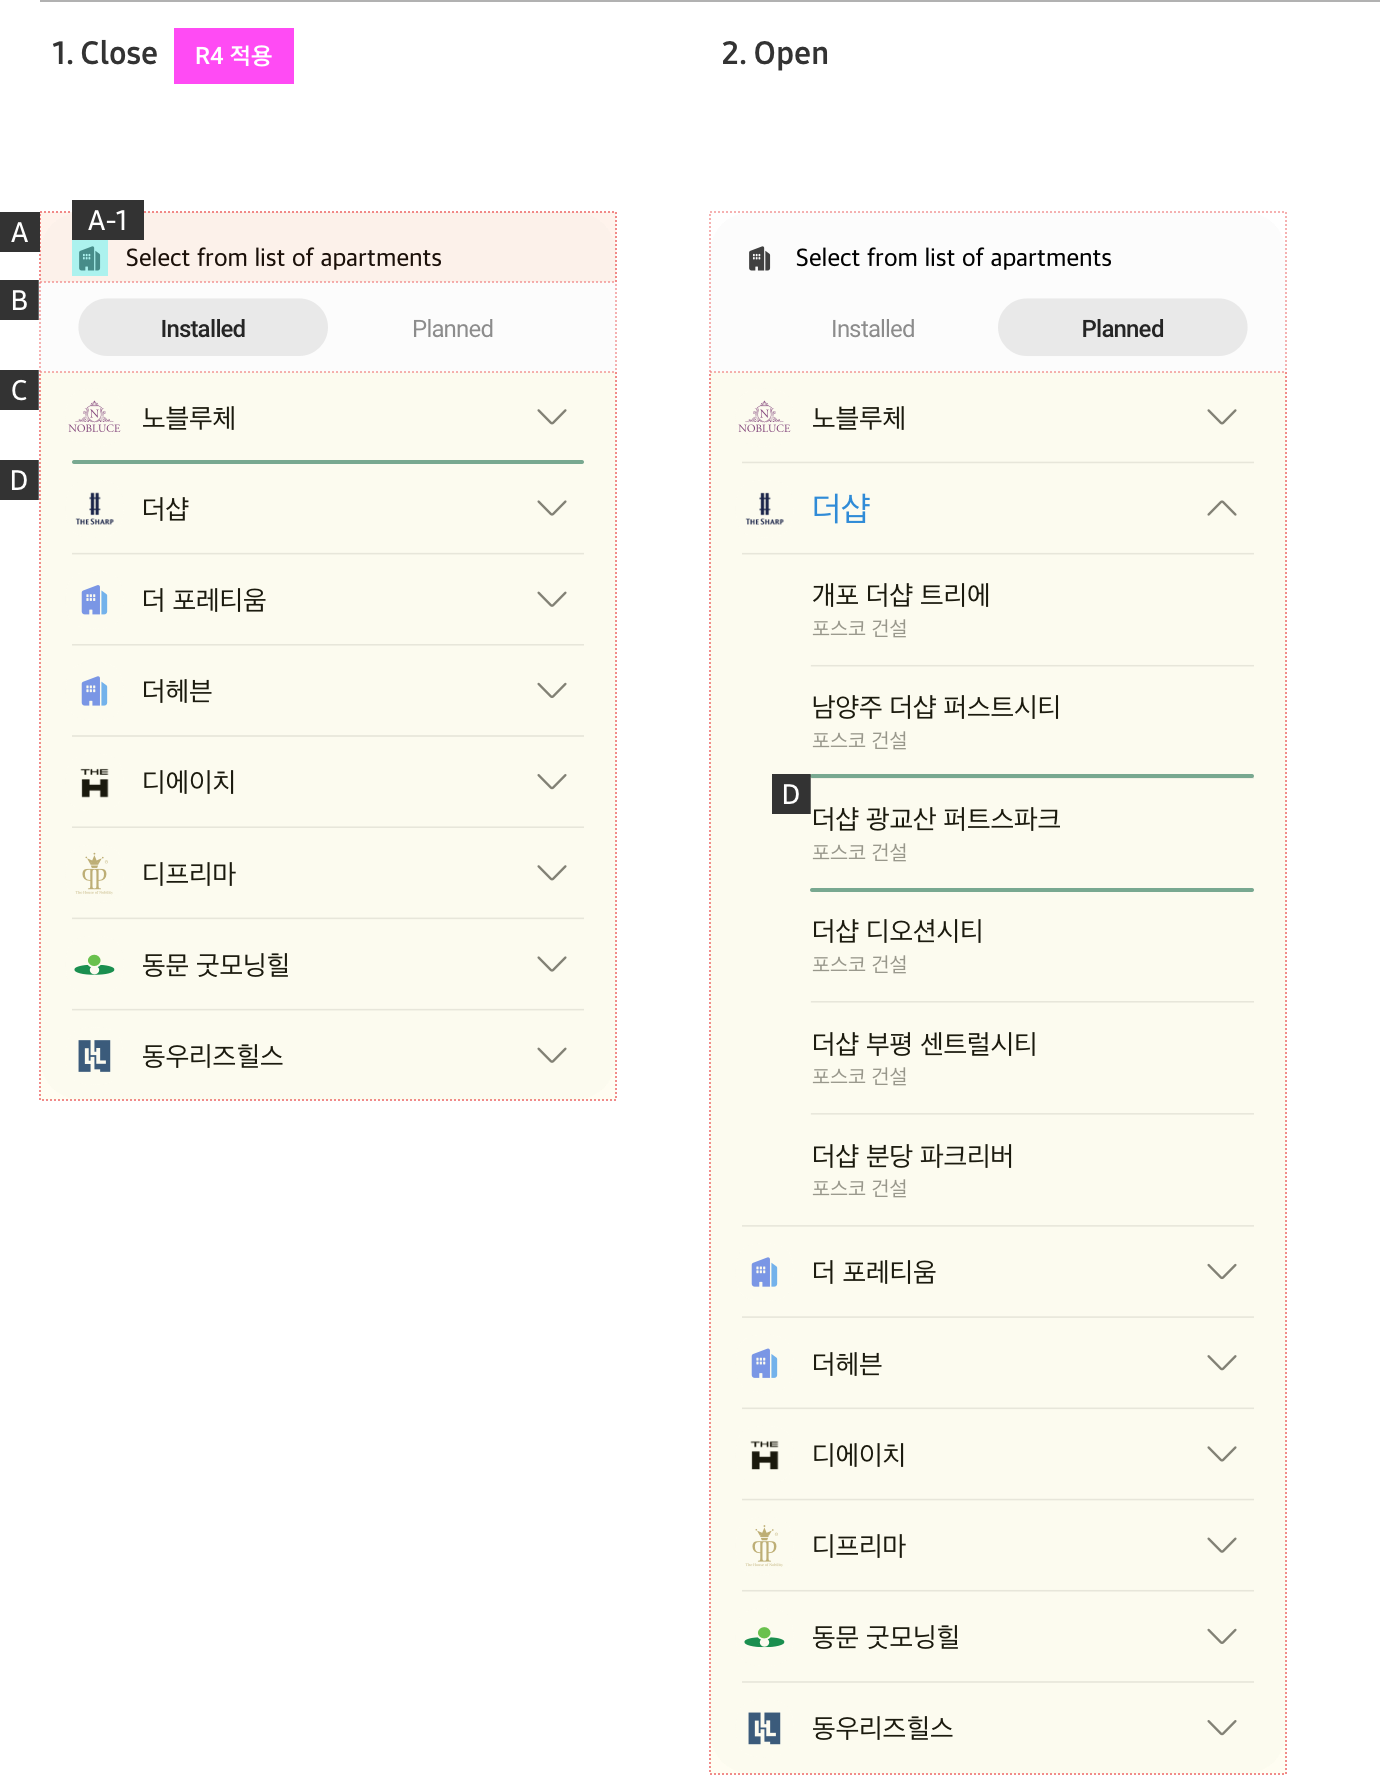 1. Close
R4 적용
2. Open
A
A-1
Select from list of apartments
B
Installed
Planned
C
NOBLUCE
노블루체
D
THE SHARP
더샵
더 포레티움
더헤븐
THE H
디에이치
디프리마
동문 굿모닝힐
동우리즈힐스
Select from list of apartments
Installed
Planned
NOBLUCE
노블루체
THE SHARP
더샵
개포 더샵 트리에
포스코 건설
남양주 더샵 퍼스트시티
포스코 건설
D
더샵 광교산 퍼트스파크
포스코 건설
더샵 디오션시티
포스코 건설
더샵 부평 센트럴시티
포스코 건설
더샵 분당 파크리버
포스코 건설
더 포레티움
더헤븐
THE H
디에이치
디프리마
동문 굿모닝힐
동우리즈힐스